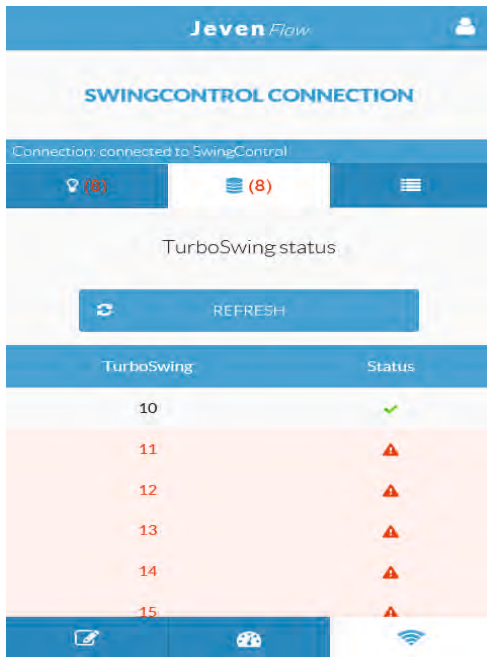 Jeven Flow
SWINGCONTROL CONNECTION
Connection: connected to SwingControl
(8) (8)
TurboSwing status
REFRESH
TurboSwing Status
10
11
12
13
14
15